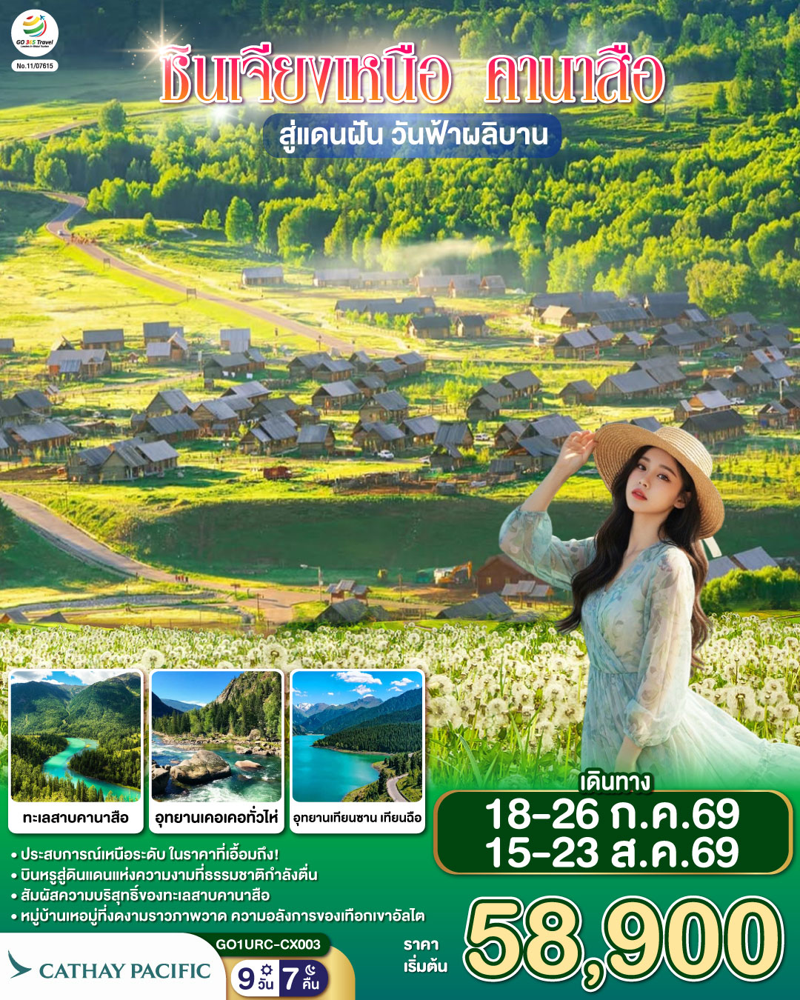 GO 365 Travel
Leaders in Global Tourism
No.11/07615
ซินเจียงเหนือ คานาสือ
สู่แดนฝัน วันฟ้าผลิบาน
ทะเลสาบคานาสือ
อุทยานเคอเคอทั่วไห่
อุทยานเทียนซาน เทียนฉือ
เดินทาง
18-26 ก.ค.69
15-23 ส.ค.69
• ประสบการณ์เหนือระดับ ในราคาที่เอื้อมถึง!
• บินหรูสู่ดินแดนแห่งความงามที่ธรรมชาติกำลังตื่น
• สัมผัสความบริสุทธิ์ของทะเลสาบคานาสือ
• หมู่บ้านเหอมู่ที่งดงามราวภาพวาด ความอลังการของเทือกเขาอัลไต
ราคา
เริ่มต้น
58,900
GO1URC-CX003
CATHAY PACIFIC
9 วัน 7 คืน